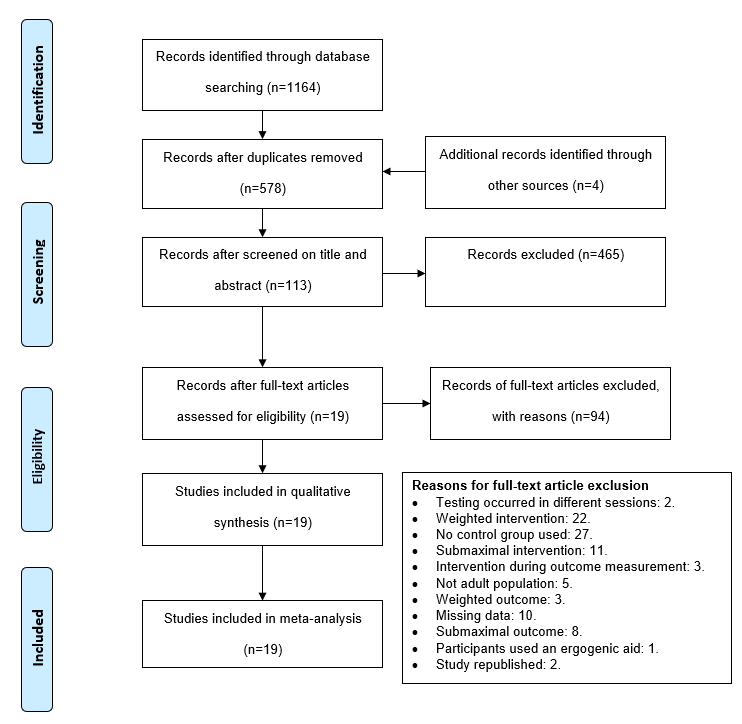 Identification
Records identified through database
searching (n=1164)
Records after duplicates removed
(n=578)
Additional records identified through
other sources (n=4)
Screening
Records after screened on title and
abstract (n=113)
Records excluded (n=465)
Eligibility
Records after full-text articles
assessed for eligibility (n=19)
Records of full-text articles excluded,
with reasons (n=94)
Studies included in qualitative
synthesis (n=19)
Reasons for full-text article exclusion
• Testing occurred in different sessions: 2.
• Weighted intervention: 22.
• No control group used: 27.
• Submaximal intervention: 11.
• Intervention during outcome measurement: 3.
• Not adult population: 5.
• Weighted outcome: 3.
• Missing data: 10.
• Submaximal outcome: 8.
• Participants used an ergogenic aid: 1.
• Study republished: 2.
Included
Studies included in meta-analysis
(n=19)